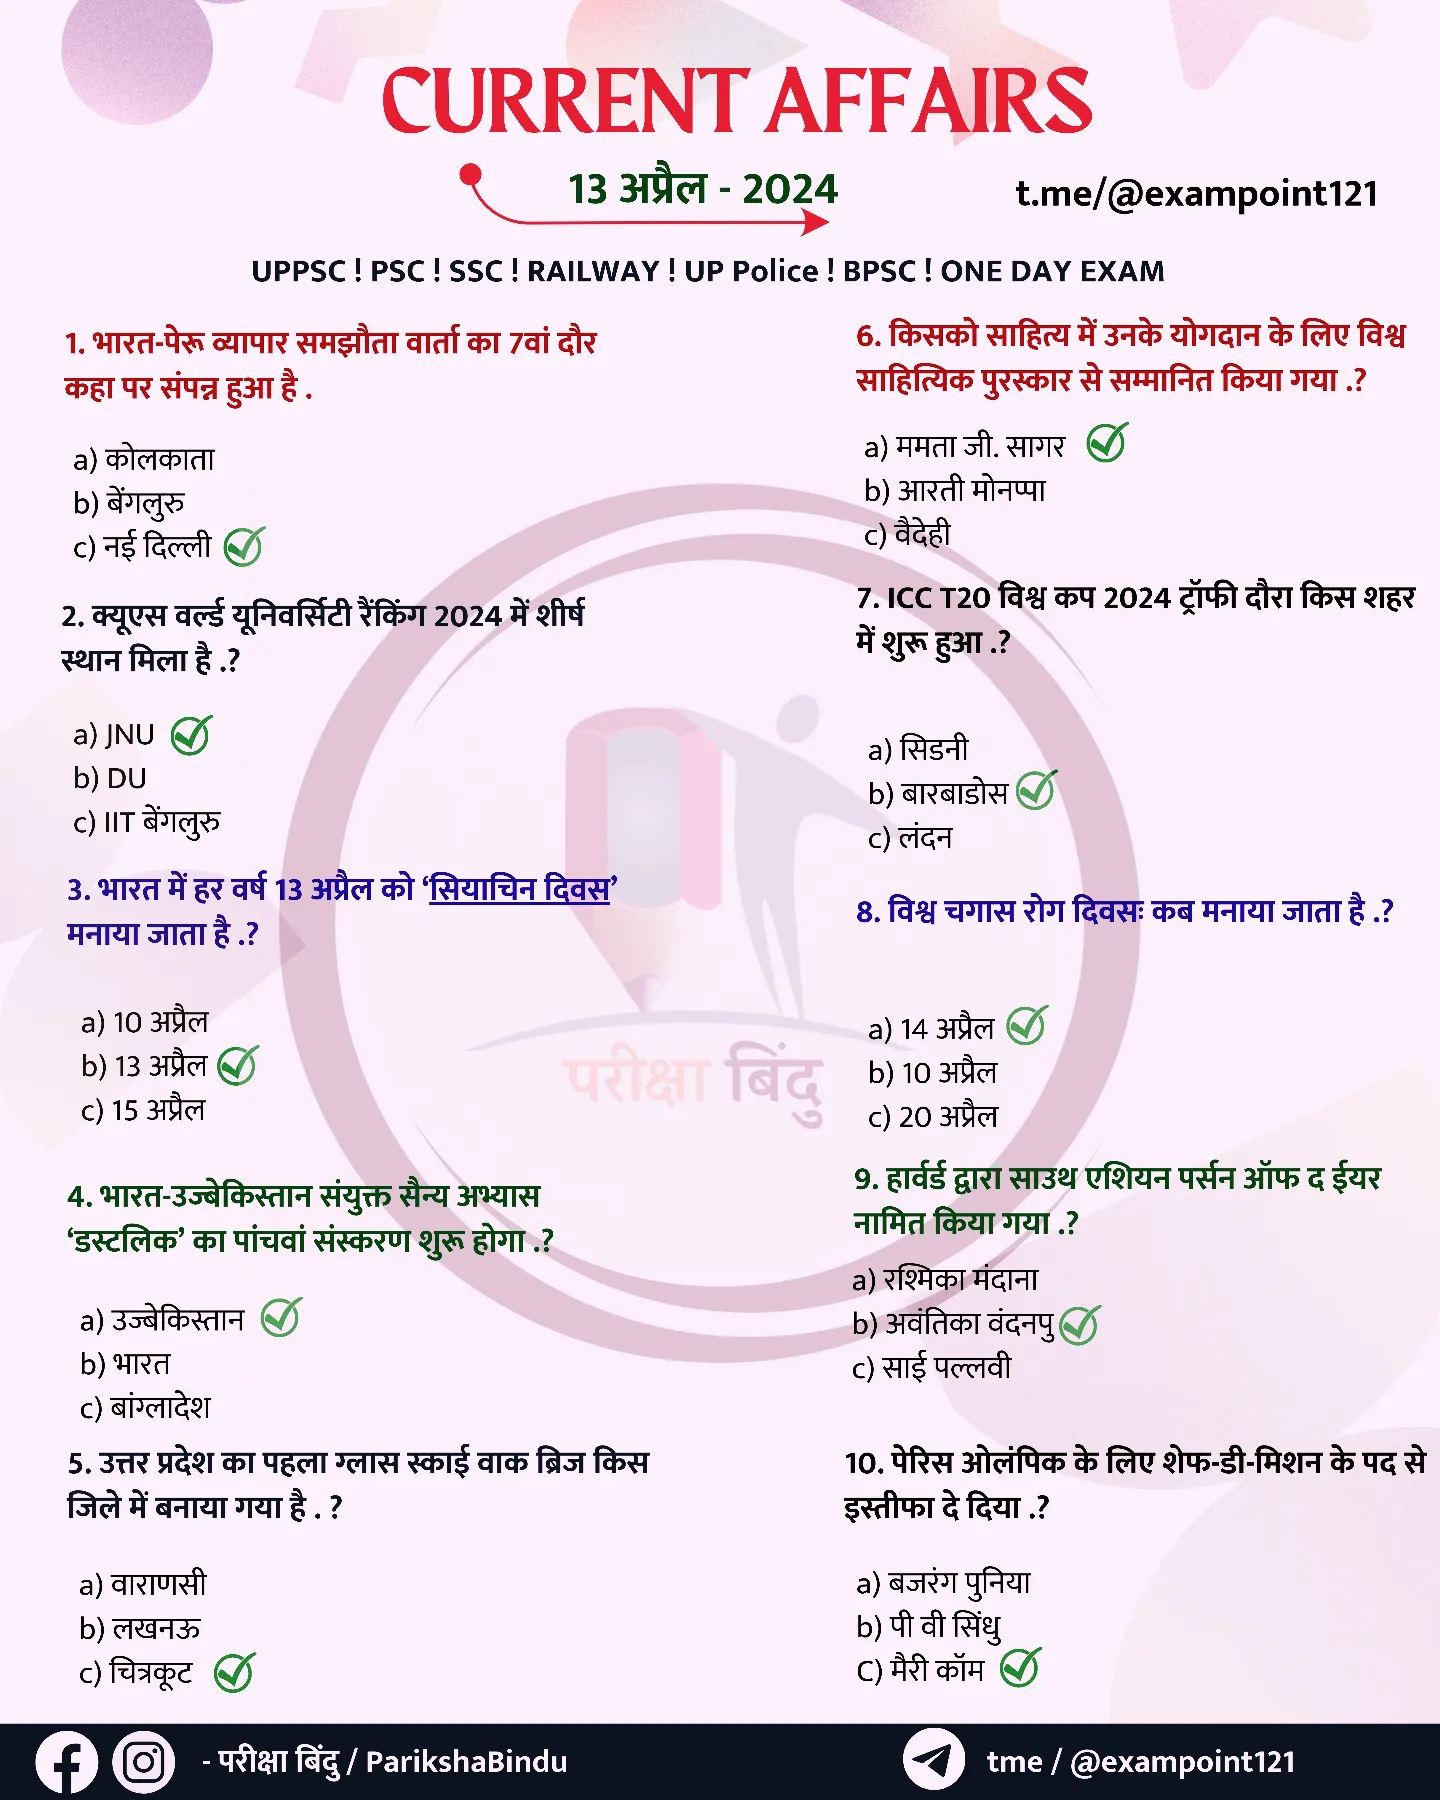 CURRENT AFFAIRS
13 अप्रैल - 2024
t.me/@exampoint121
UPPSC ! PSC ! SSC ! RAILWAY ! UP Police ! BPSC ! ONE DAY EXAM
1. भारत-पेरू व्यापार समझौता वार्ता का 7वां दौर
कहा पर संपन्न हुआ है .
a) कोलकाता
b) बेंगलुरु
c) नई दिल्ली
2. क्यूएस वर्ल्ड यूनिवर्सिटी रैंकिंग 2024 में शीर्ष
स्थान मिला है .?
a) JNU
b) DU
c) IIT बेंगलुरु
3. भारत में हर वर्ष 13 अप्रैल को ‘सियाचिन दिवस’
मनाया जाता है .?
a) 10 अप्रैल
b) 13 अप्रैल
c) 15 अप्रैल
4. भारत-उज्बेकिस्तान संयुक्त सैन्य अभ्यास
‘डस्टलिक’ का पांचवां संस्करण शुरू होगा .?
a) उज्बेकिस्तान
b) भारत
c) बांग्लादेश
5. उत्तर प्रदेश का पहला ग्लास स्काई वाक ब्रिज किस
जिले में बनाया गया है . ?
a) वाराणसी
b) लखनऊ
c) चित्रकूट
6. किसको साहित्य में उनके योगदान के लिए विश्व
साहित्यिक पुरस्कार से सम्मानित किया गया .?
a) ममता जी. सागर
b) आरती मोनप्पा
c) वैदेही
7. ICC T20 विश्व कप 2024 ट्रॉफी दौरा किस शहर
में शुरू हुआ .?
a) सिडनी
b) बारबाडोस
c) लंदन
8. विश्व चगास रोग दिवसः कब मनाया जाता है .?
a) 14 अप्रैल
b) 10 अप्रैल
c) 20 अप्रैल
9. हार्वर्ड द्वारा साउथ एशियन पर्सन ऑफ द ईयर
नामित किया गया .?
a) रश्मिका मंदाना
b) अवंतिका वंदनपु
c) साई पल्लवी
10. पेरिस ओलंपिक के लिए शेफ-डी-मिशन के पद से
इस्तीफा दे दिया .?
a) बजरंग पुनिया
b) पी वी सिंधु
C) मैरी कॉम
परीक्षा बिंदु
- परीक्षा बिंदु / ParikshaBindu
tme / @exampoint121